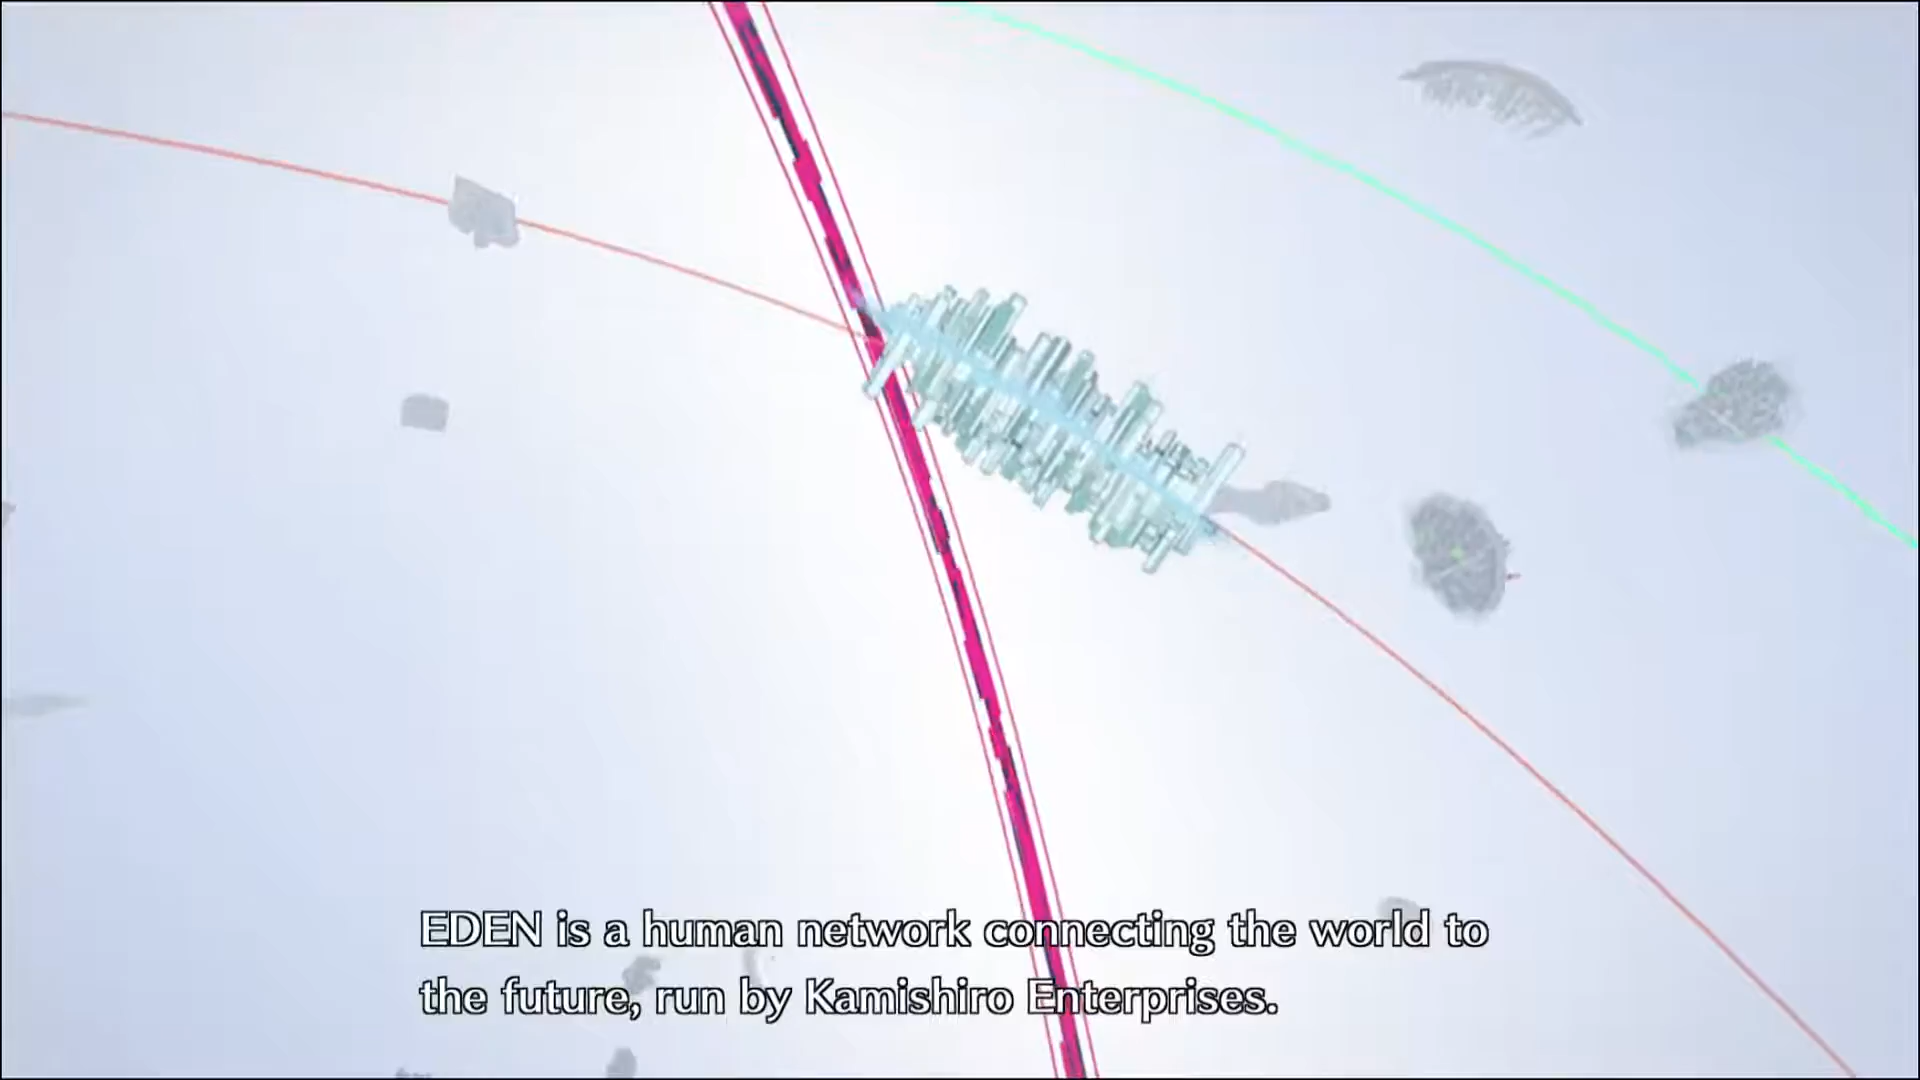 EDEN is a human network connecting the world to
the future, run by Kamishiro Enterprises.